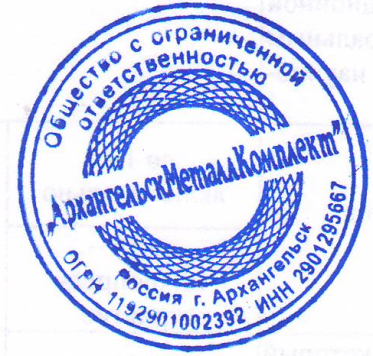 Общество с ограниченной
ответственностью
"АрхангельскМеталлКомплект"
Россия г. Архангельск
ОГРН 1192901002392 ИНН 2901295667